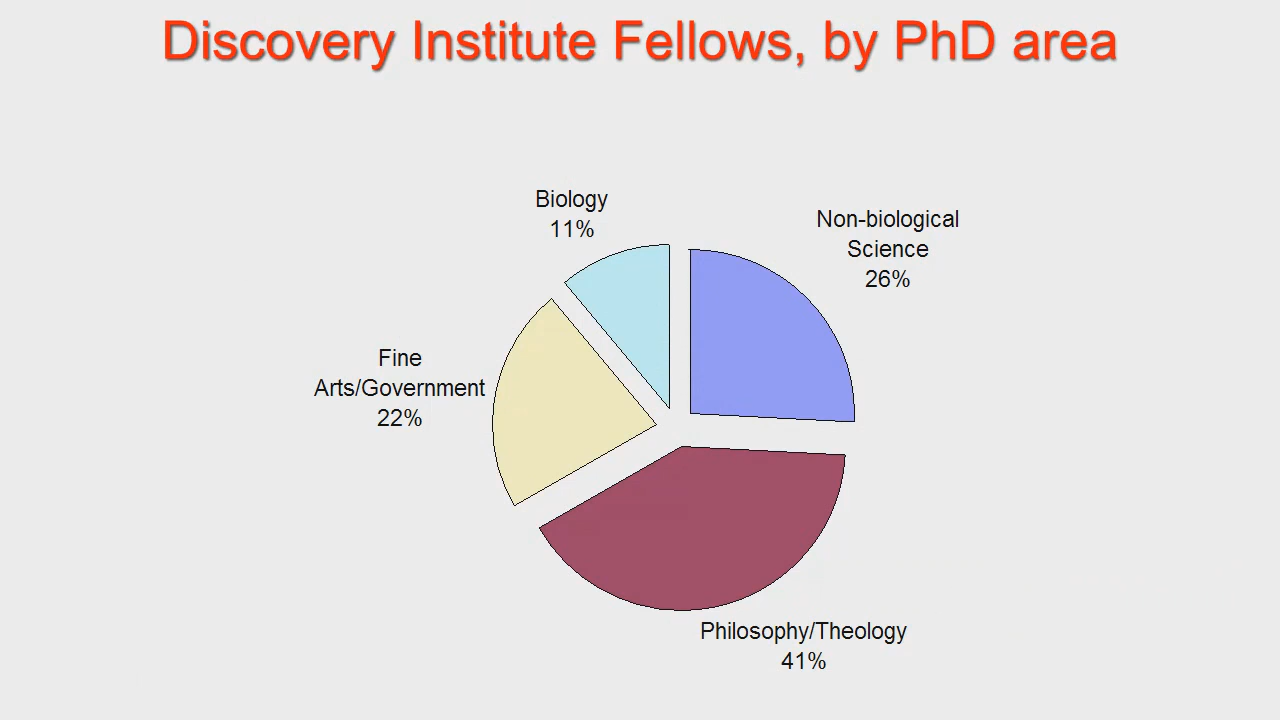 Discovery Institute Fellows, by PhD area
Biology
11%
Non-biological
Science
26%
Fine
Arts/Government
22%
Philosophy/Theology
41%